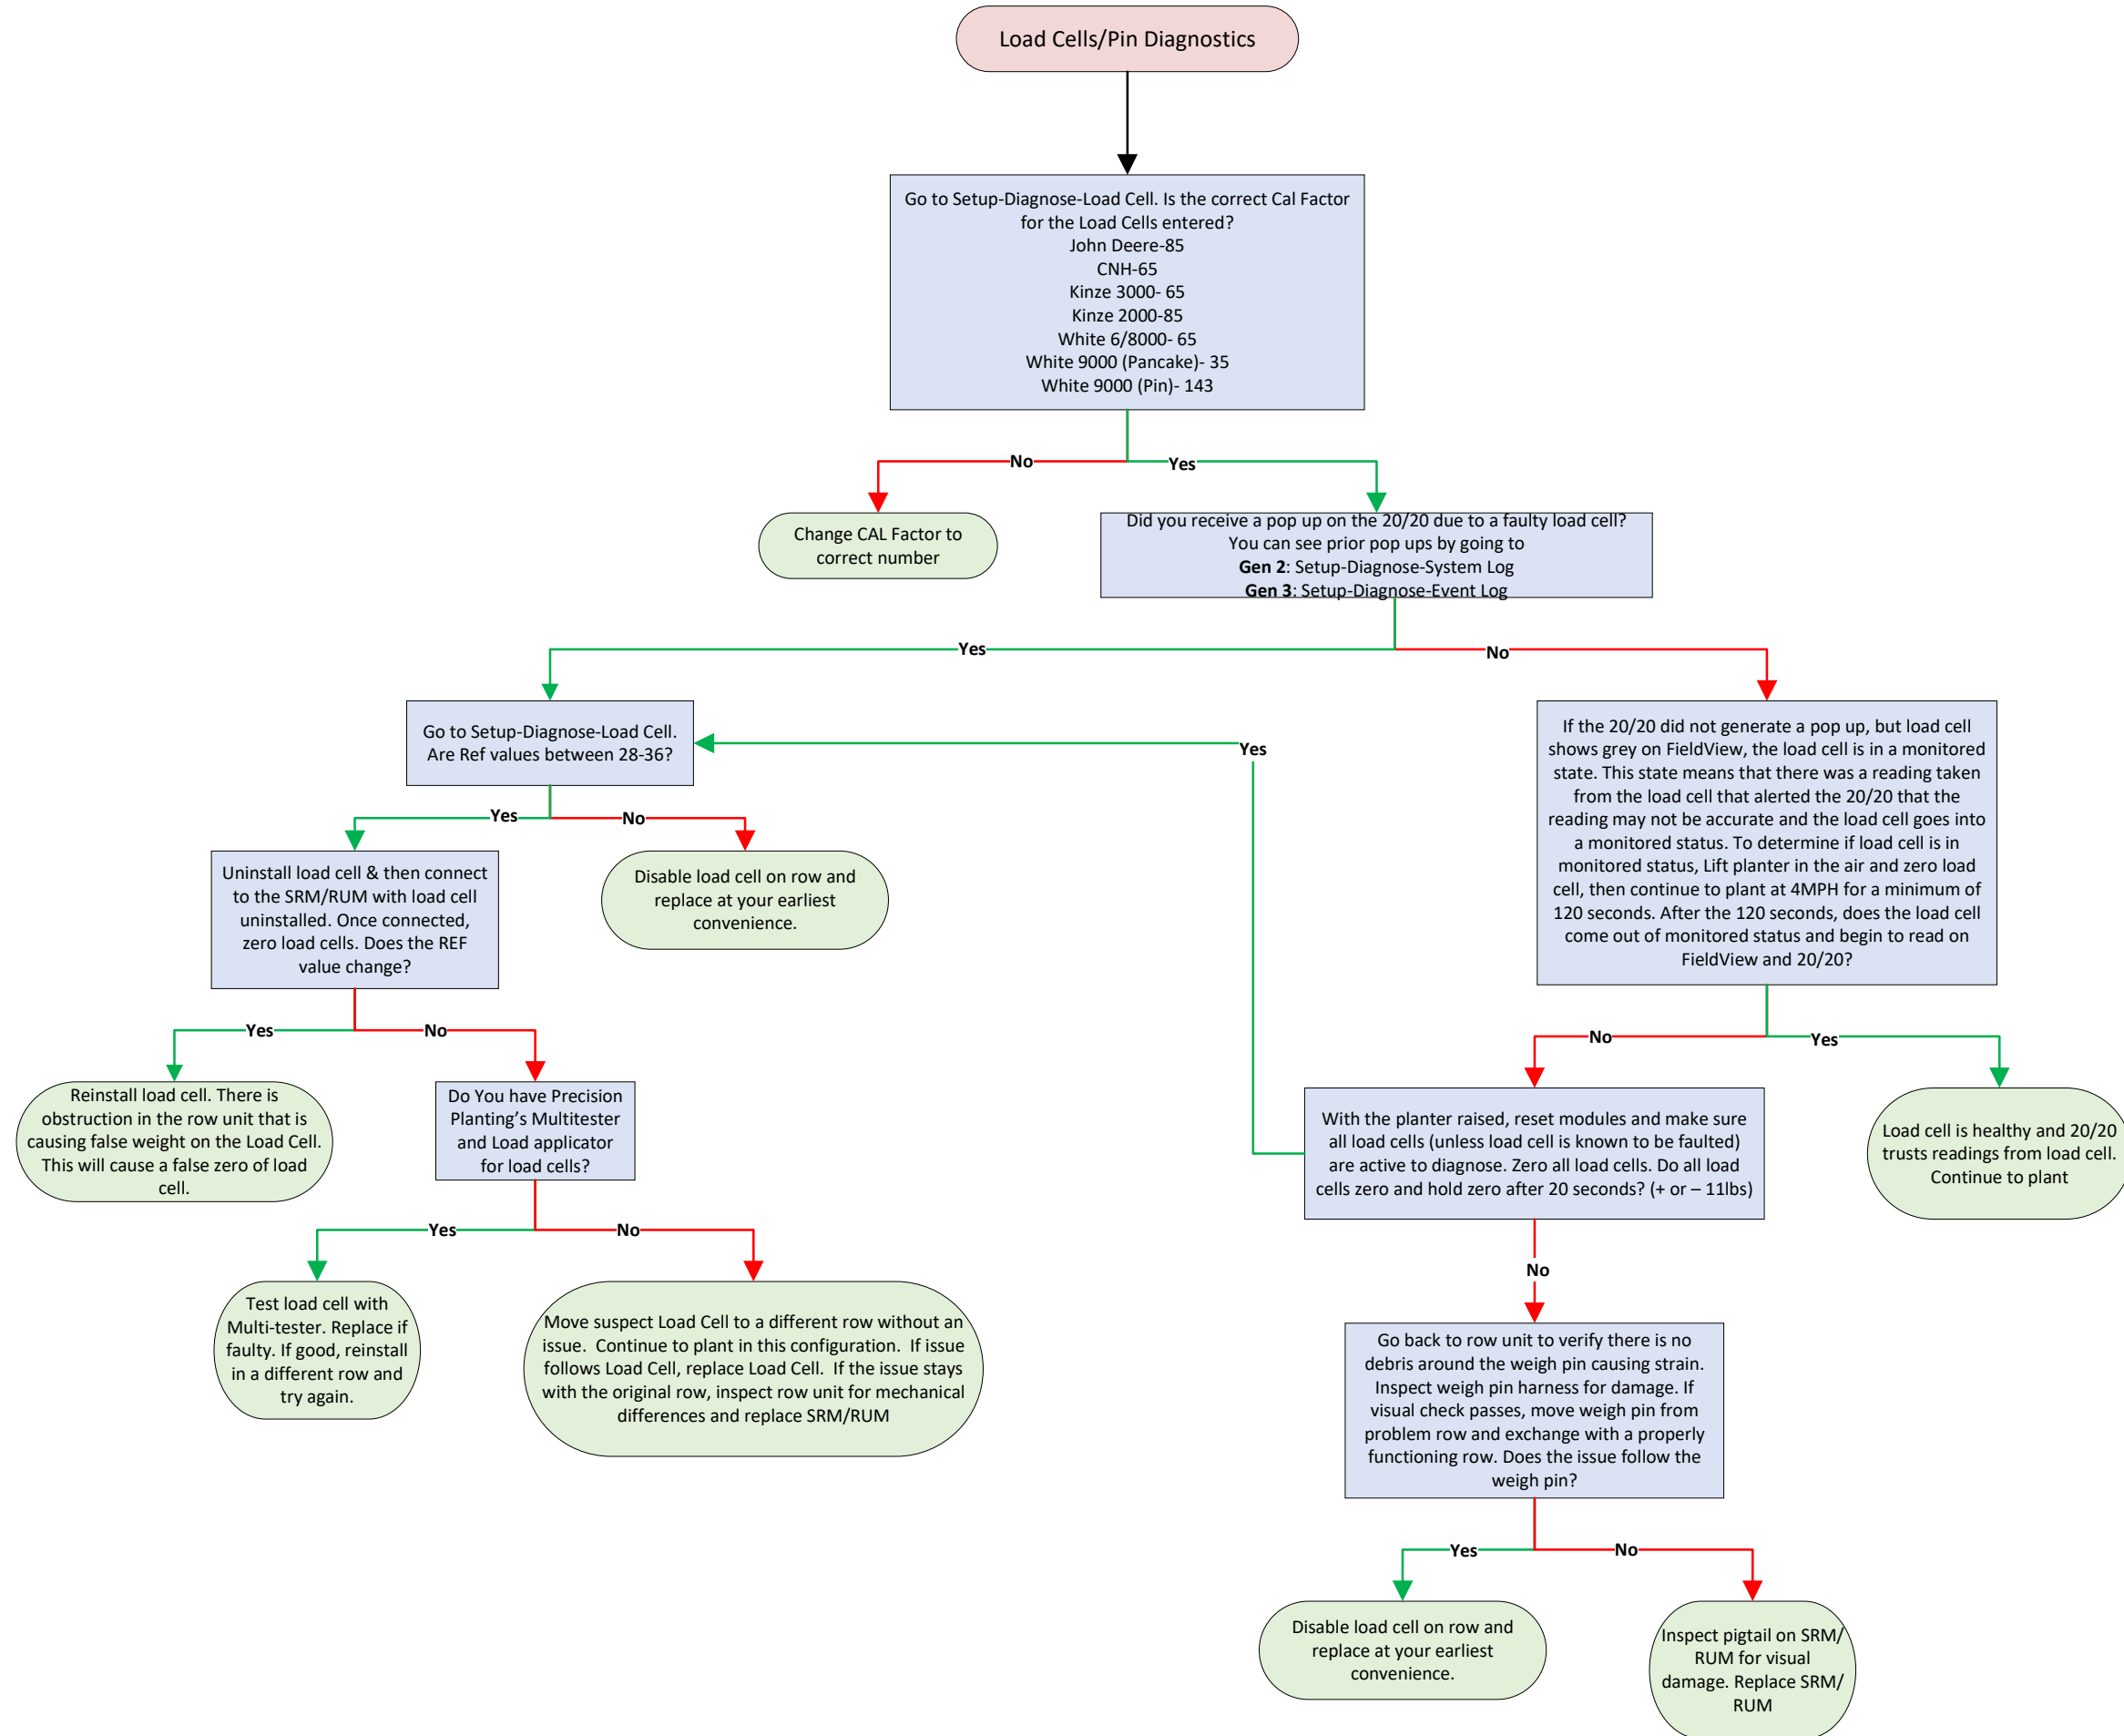 Load Cells/Pin Diagnostics
Go to Setup-Diagnose-Load Cell. Is the correct Cal Factor
for the Load Cells entered?
John Deere-85
CNH-65
Kinze 3000- 65
Kinze 2000-85
White 6/8000- 65
White 9000 (Pancake)- 35
White 9000 (Pin)- 143
No
Yes
Change CAL Factor to
correct number
Did you receive a pop up on the 20/20 due to a faulty load cell?
You can see prior pop ups by going to
Gen 2: Setup-Diagnose-System Log
Gen 3: Setup-Diagnose-Event Log
Yes
No
Go to Setup-Diagnose-Load Cell.
Are Ref values between 28-36?
Yes
If the 20/20 did not generate a pop up, but load cell
shows grey on FieldView, the load cell is in a monitored
state. This state means that there was a reading taken
from the load cell that alerted the 20/20 that the
reading may not be accurate and the load cell goes into
a monitored status. To determine if load cell is in
monitored status, Lift planter in the air and zero load
cell, then continue to plant at 4MPH for a minimum of
120 seconds. After the 120 seconds, does the load cell
come out of monitored status and begin to read on
FieldView and 20/20?
Yes
No
Uninstall load cell & then connect
to the SRM/RUM with load cell
uninstalled. Once connected,
zero load cells. Does the REF
value change?
Disable load cell on row and
replace at your earliest
convenience.
Yes
No
No
Yes
Reinstall load cell. There is
obstruction in the row unit that is
causing false weight on the Load Cell.
This will cause a false zero of load
cell.
Do You have Precision
Planting’s Multitester
and Load applicator
for load cells?
With the planter raised, reset modules and make sure
all load cells (unless load cell is known to be faulted)
are active to diagnose. Zero all load cells. Do all load
cells zero and hold zero after 20 seconds? (+ or – 11lbs)
Load cell is healthy and 20/20
trusts readings from load cell.
Continue to plant
Yes
No
No
Test load cell with
Multi-tester. Replace if
faulty. If good, reinstall
in a different row and
try again.
Move suspect Load Cell to a different row without an
issue. Continue to plant in this configuration. If issue
follows Load Cell, replace Load Cell. If the issue stays
with the original row, inspect row unit for mechanical
differences and replace SRM/RUM
Go back to row unit to verify there is no
debris around the weigh pin causing strain.
Inspect weigh pin harness for damage. If
visual check passes, move weigh pin from
problem row and exchange with a properly
functioning row. Does the issue follow the
weigh pin?
Yes
No
Disable load cell on row and
replace at your earliest
convenience.
Inspect pigtail on SRM/
RUM for visual
damage. Replace SRM/
RUM